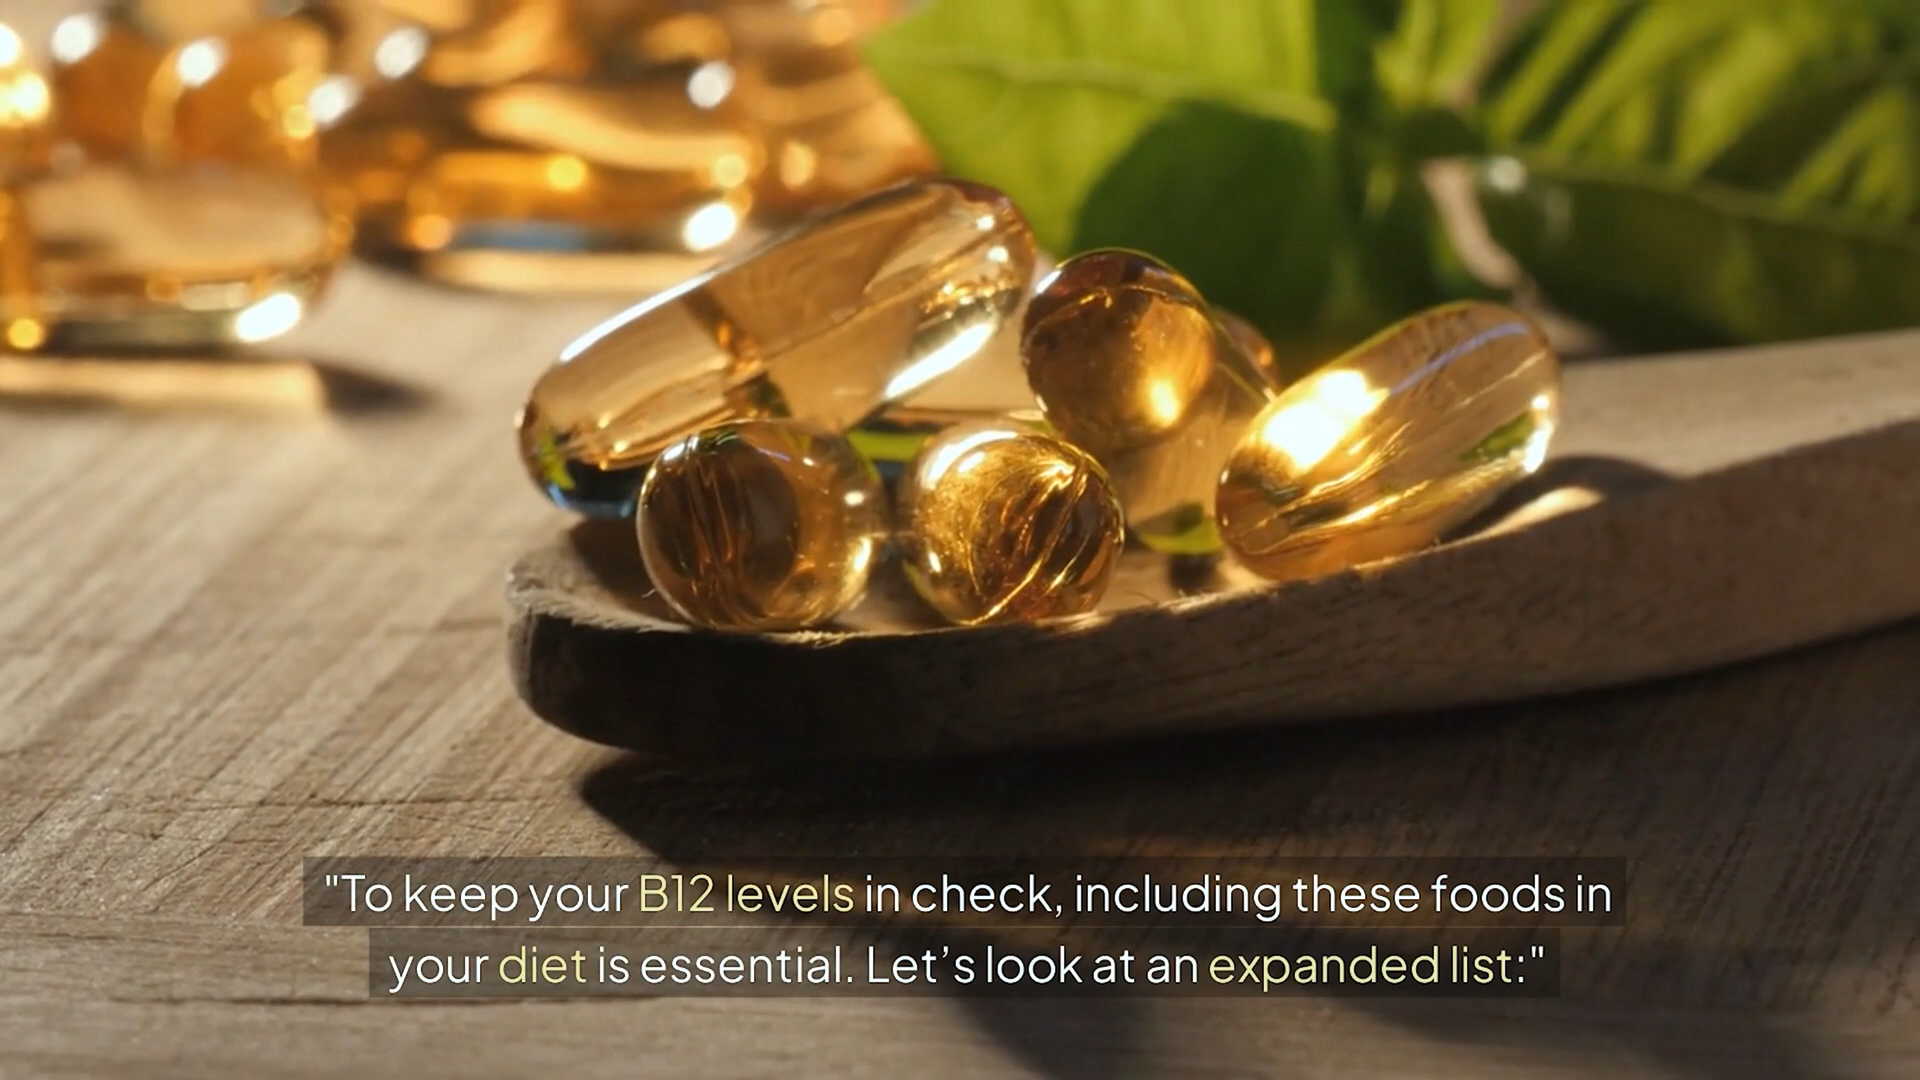 "To keep your B12 levels in check, including these foods in
your diet is essential. Let’s look at an expanded list:"